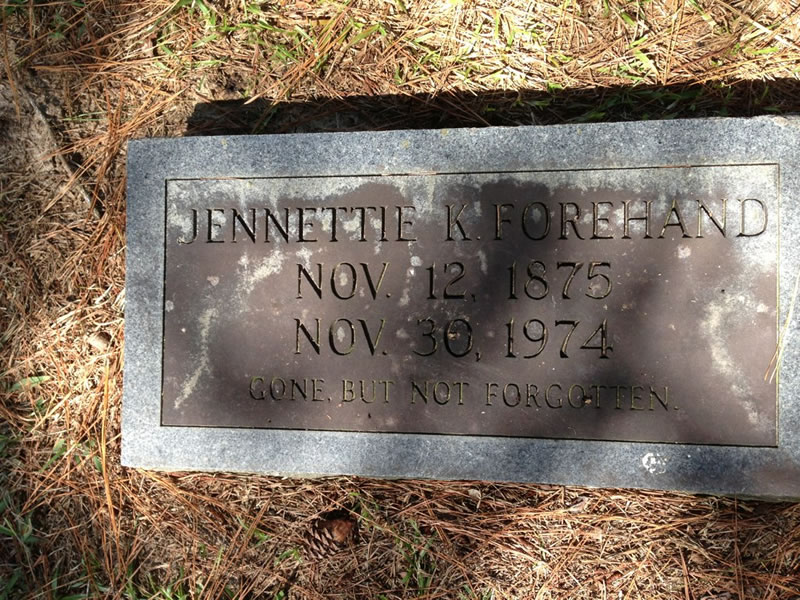 JENNETTIE K. FOREHAND
NOV. 12, 1875
NOV. 30, 1974
GONE, BUT NOT FORGOTTEN.